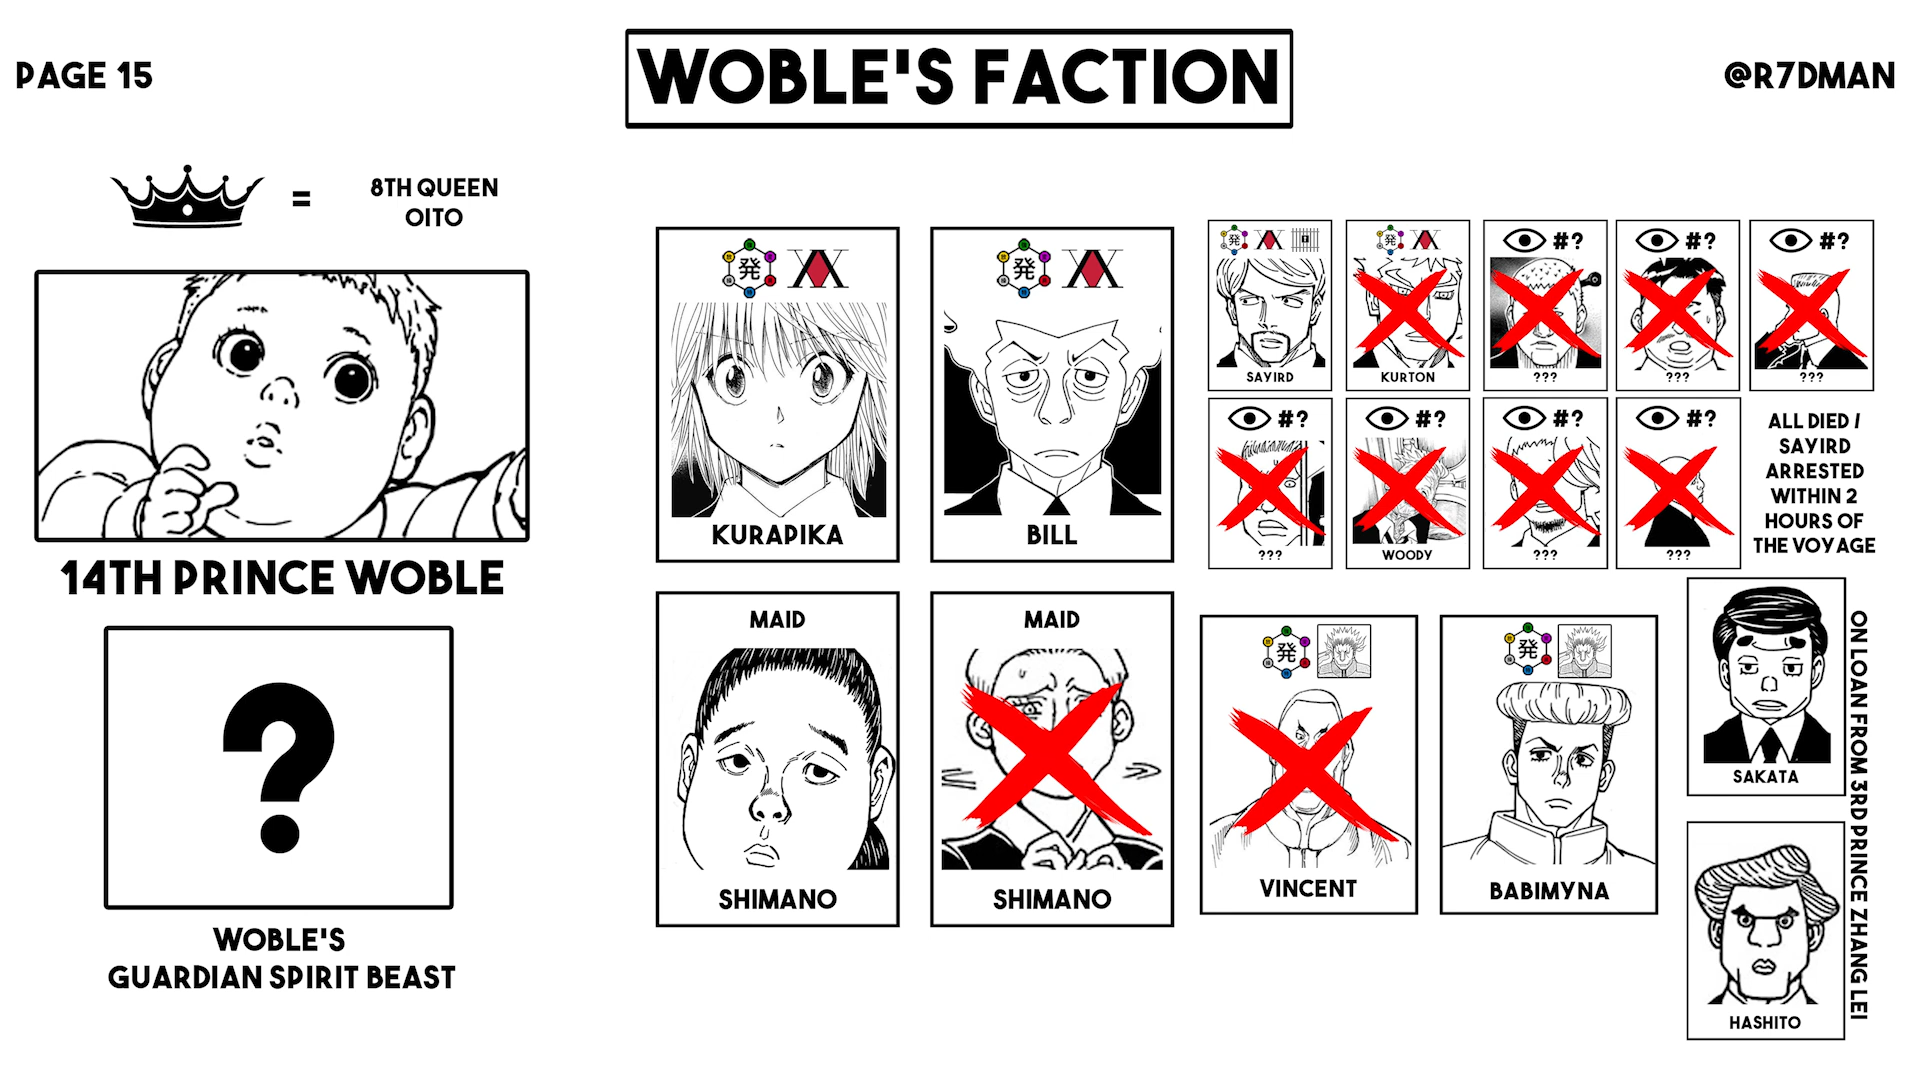 PAGE 15
WOBLE'S FACTION
@R7DMAN
=
8TH QUEEN
OITO
14TH PRINCE WOBLE
?
WOBLE'S
GUARDIAN SPIRIT BEAST
発
KURAPIKA
発
BILL
MAID
SHIMANO
MAID
SHIMANO
発
SAYIRD
発
KURTON
#?
???
#?
???
#?
???
#?
???
#?
WOODY
#?
???
#?
???
ALL DIED /
SAYIRD
ARRESTED
WITHIN 2
HOURS OF
THE VOYAGE
発
VINCENT
発
BABIMYNA
SAKATA
HASHITO
ON LOAN FROM 3RD PRINCE ZHANG LEI